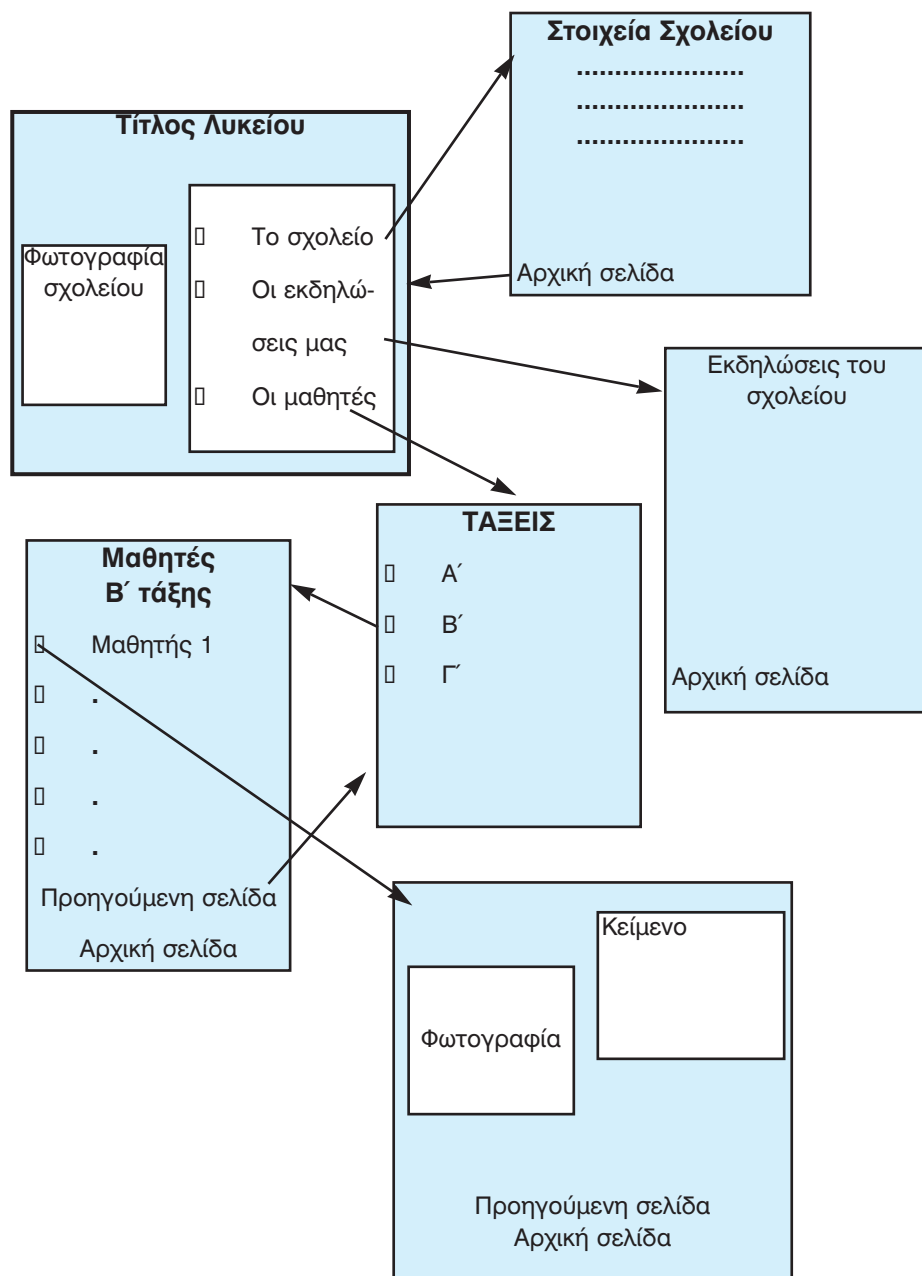 Στοιχεία Σχολείου
......................
......................
......................
Αρχική σελίδα
Τίτλος Λυκείου
Φωτογραφία
σχολείου
Το σχολείο
Οι εκδηλώ-
σεις μας
Οι μαθητές
Εκδηλώσεις του
σχολείου
Αρχική σελίδα
ΤΑΞΕΙΣ
Α΄
Β΄
Γ΄
Μαθητές
Β΄ τάξης
Μαθητής 1
.
.
.
.
Προηγούμενη σελίδα
Αρχική σελίδα
Κείμενο
Φωτογραφία
Προηγούμενη σελίδα
Αρχική σελίδα